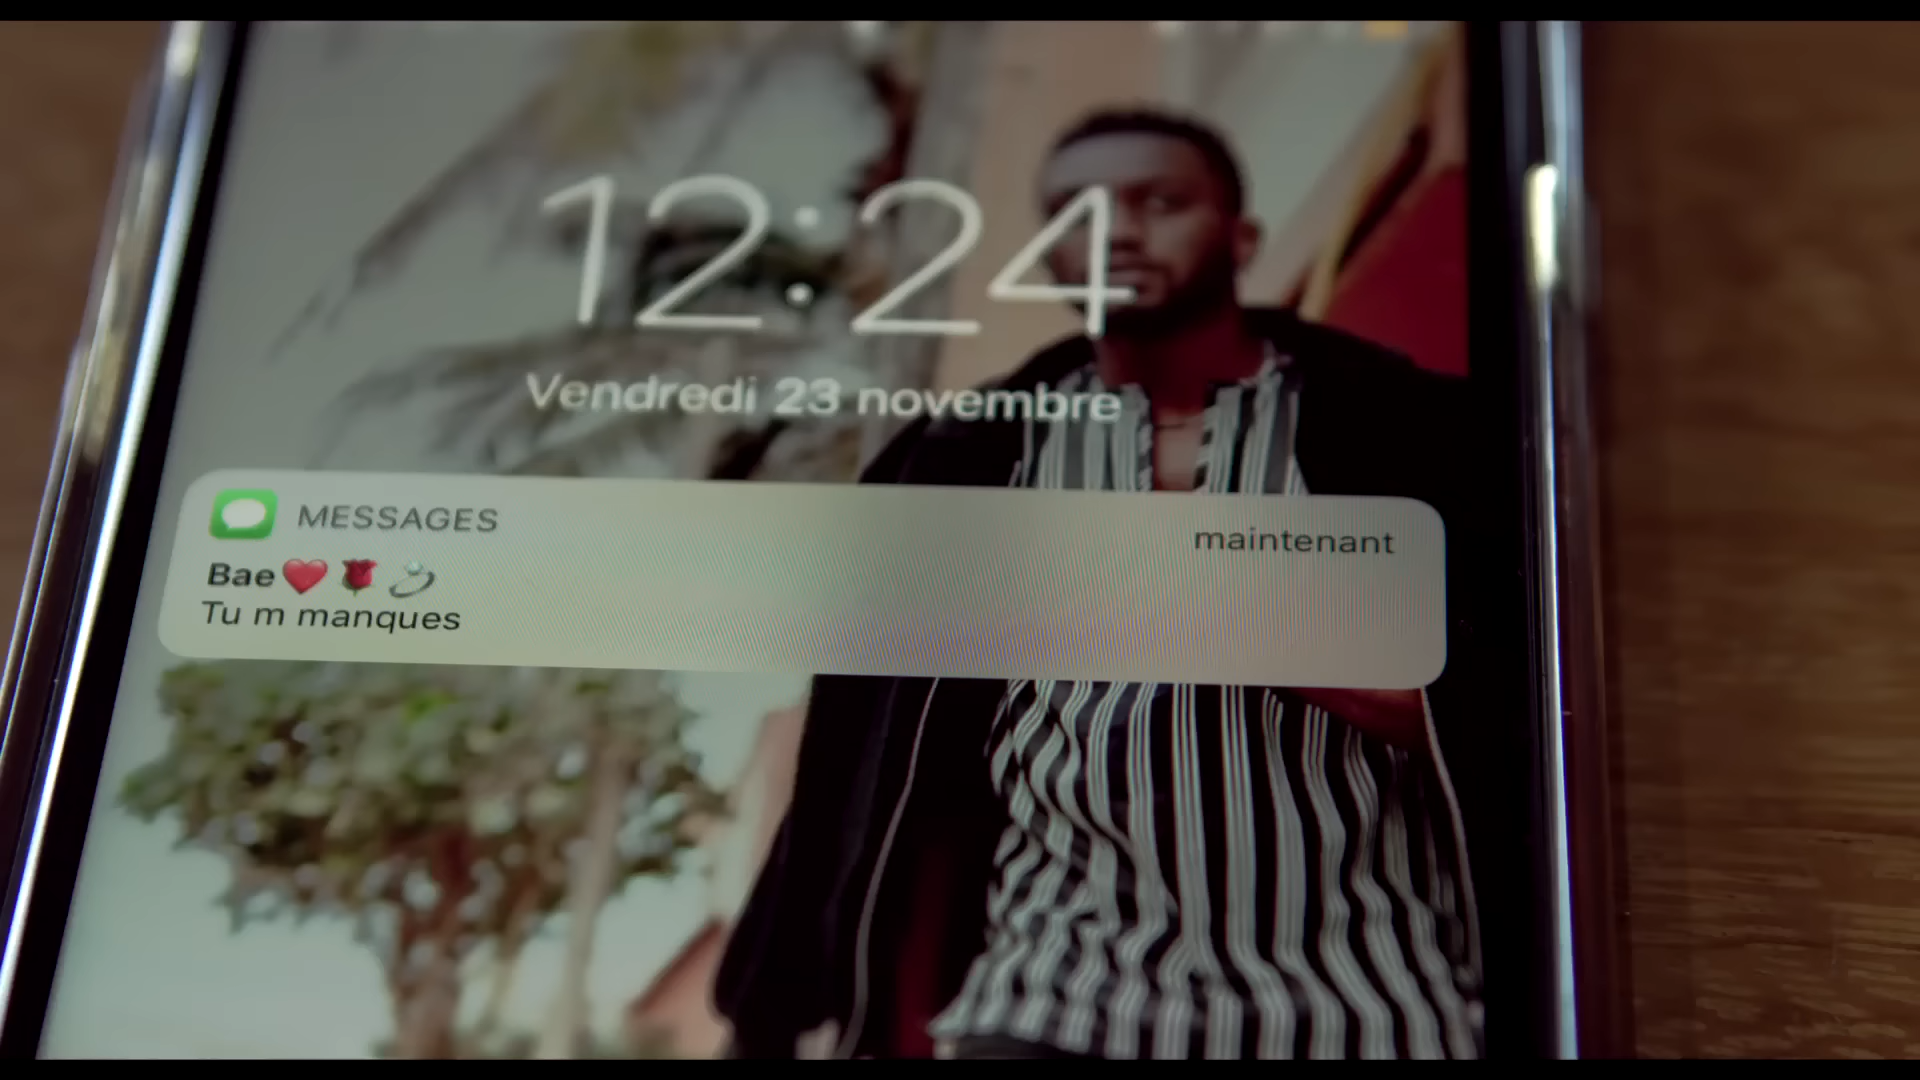 12:24
Vendredi 23 novembre
MESSAGES
maintenant
Bae❤️🌹💍
Tu m manques